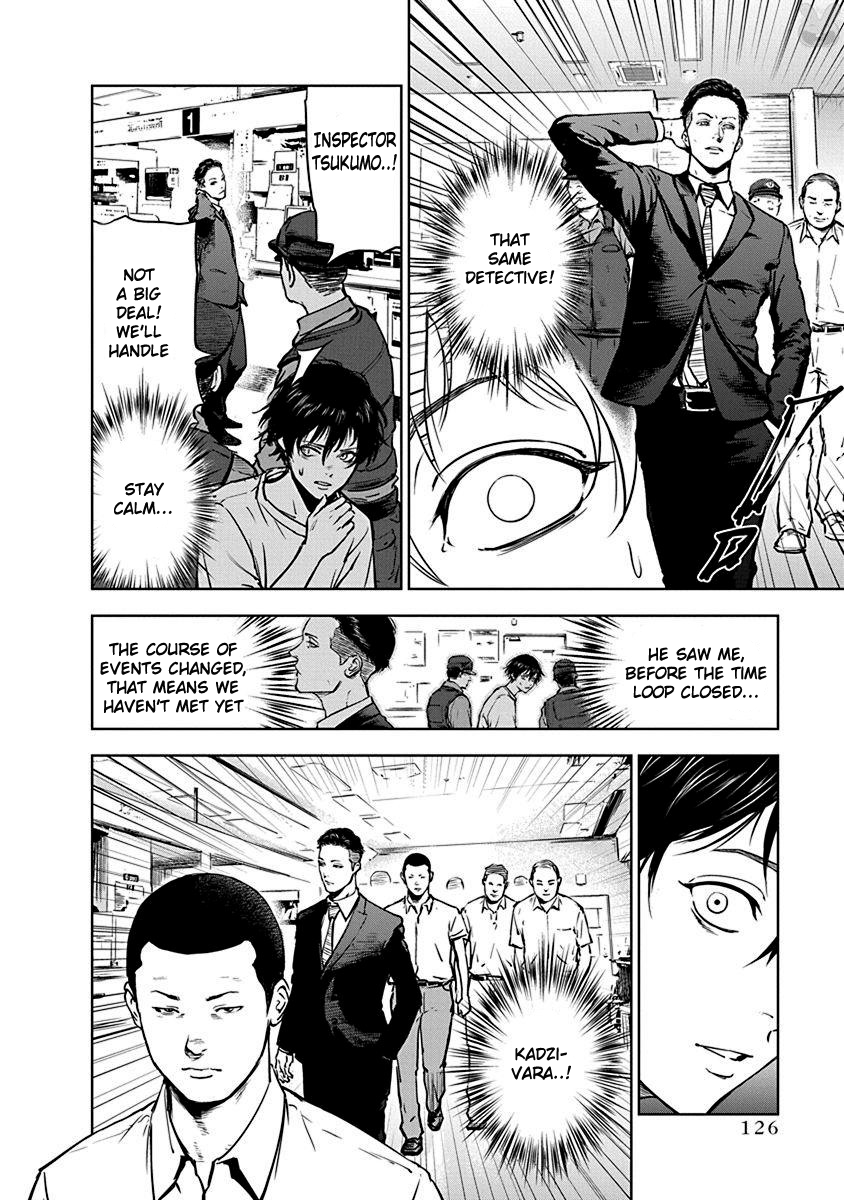 THAT
SAME
DETECTIVE!
ロ
1
INSPECTOR
TSUKUMO..!
NOT
A BIG
DEAL!
WE'LL
HANDLE
STAY
CALM...
HE SAW ME,
BEFORE THE TIME
LOOP CLOSED...
THE COURSE OF
EVENTS CHANGED,
THAT MEANS WE
HAVEN'T MET YET
KADZI-
VARA..!
126